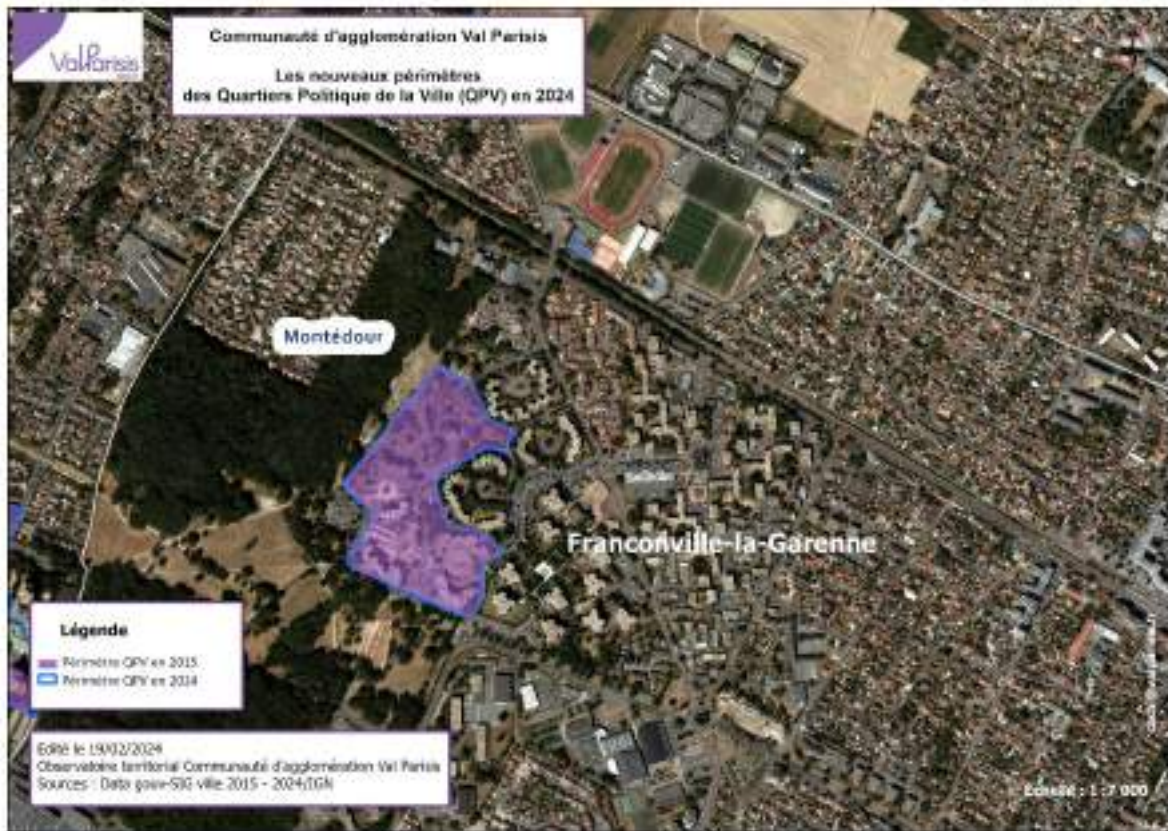 ValParisis
Communauté d'agglomération Val Parisis
Les nouveaux périmètres
des Quartiers Politique de la Ville (QPV) en 2024
Montédour
Franconville-la-Garenne
Légende
Périmètre QPV en 2015
Périmètre QPV en 2024
Edité le 19/02/2024
Observatoire territorial Communauté d'agglomération Val Parisis
Sources : Data gouv-SIG ville 2015 - 2024/IGN
Echelle : 1 :7 000